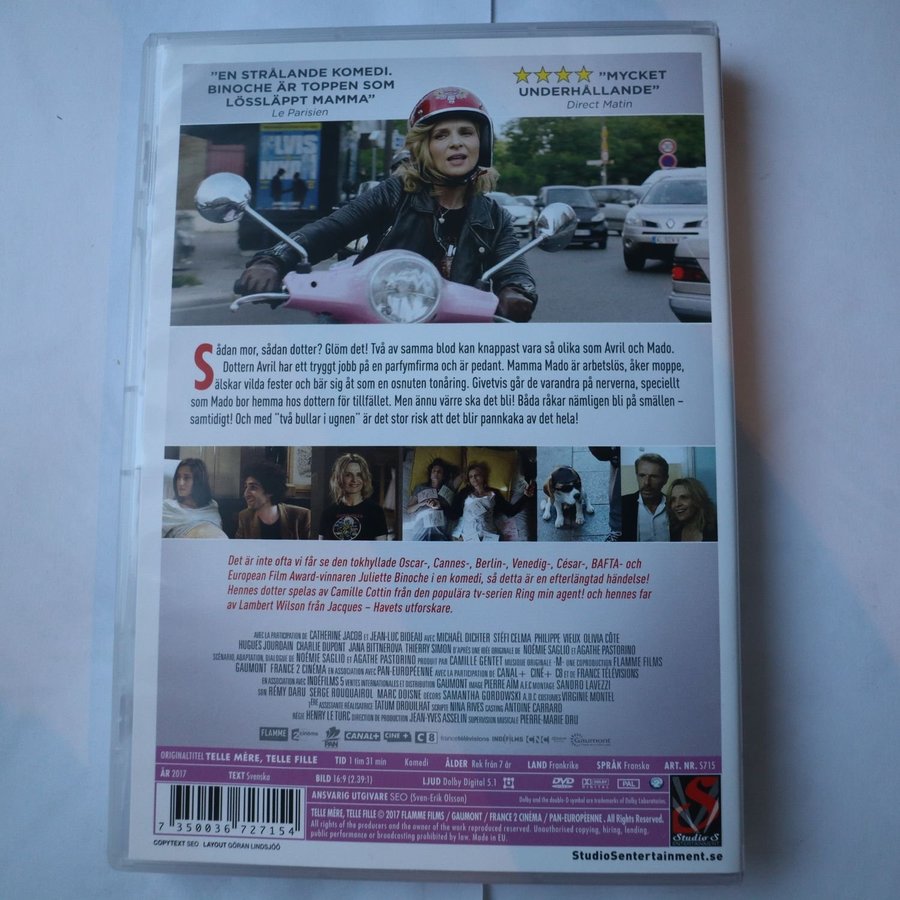 "EN STRÅLANDE KOMEDI.
BINOCHE ÄR TOPPEN SOM
LÖSSLÄPPT MAMMA"
Le Parisien
"MYCKET
UNDERHÅLLANDE"
Direct Matin
ELVIS
Sådan mor, sådan dotter? Glöm det! Två av samma blod kan knappast vara så olika som Avril och Mado.
Dottern Avril har ett tryggt jobb på en parfymfirma och är pedant. Mamma Mado är arbetslös, åker moppe,
älskar vilda fester och bär sig åt som en osnuten tonåring. Givetvis går de varandra på nerverna, speciellt
som Mado bor hemma hos dottern för tillfället. Men ännu värre ska det bli! Båda råkar nämligen bli på smällen –
samtidigt! Och med "två bullar i ugnen" är det stor risk att det blir pannkaka av det hela!
Det är inte ofta vi får se den tokhyllade Oscar-, Cannes-, Berlin-, Venedig-, César-, BAFTA- och
European Film Award-vinnaren Juliette Binoche i en komedi, så detta är en efterlängtad händelse!
Hennes dotter spelas av Camille Cottin från den populära tv-serien Ring min agent! och hennes far
av Lambert Wilson från Jacques – Havets utforskare.
AVEC LA PARTICIPATION DE CATHERINE JACOB ET JEAN-LUC BIDEAU AVEC MICHAËL DICHTER STÉFI CELMA PHILIPPE VIEUX OLIVIA CÔTE
HUGUES JOURDAIN CHARLIE DUPONT JANA BITTNEROVA THIERRY SIMON D'APRÈS UNE IDÉE ORIGINALE DE NOÉMIE SAGLIO ET AGATHE PASTORINO
SCÉNARIO, ADAPTATION, DIALOGUE DE NOÉMIE SAGLIO ET AGATHE PASTORINO PRODUIT PAR CAMILLE GENTET MUSIQUE ORIGINALE -M- UNE COPRODUCTION FLAMME FILMS
GAUMONT FRANCE 2 CINÉMA EN ASSOCIATION AVEC PAN-EUROPÉENNE AVEC LA PARTICIPATION DE CANAL+ CINÉ+ C8 ET DE FRANCE TÉLÉVISIONS
EN ASSOCIATION AVEC INDÉFILMS 5 VENTES INTERNATIONALES ET DISTRIBUTION GAUMONT IMAGE PIERRE AÏM A.F.C MONTAGE SANDRO LAVEZZI
SON RÉMY DARU SERGE ROUQUAIROL MARC DOISNE DÉCORS SAMANTHA GORDOWSKI A.D.C COSTUMES VIRGINIE MONTEL
1ÈRE ASSISTANTE RÉALISATRICE TATUM DROUILHAT SCRIPTE NINA RIVES CASTING ANTOINE CARRARD
RÉGIE HENRY LE TURC DIRECTION DE PRODUCTION JEAN-YVES ASSELIN SUPERVISION MUSICALE PIERRE-MARIE DRU
FLAMME 2 cinéma PAN CANAL+ CINE+ C8 francetélévisions INDÉFILMS CNC Gaumont
ORIGINALTITEL TELLE MÈRE, TELLE FILLE TID 1 tim 31 min Komedi ÅLDER Rek från 7 år LAND Frankrike SPRÅK Franska ART. NR. S715
ÅR 2017 TEXT Svenska BILD 16:9 (2.39:1) LJUD Dolby Digital 5.1 DVD VIDEO DOLBY DIGITAL PAL 2
ANSVARIG UTGIVARE SEO (Sven-Erik Olsson) Dolby and the double-D symbol are trademarks of Dolby Laboratories.
TELLE MÈRE, TELLE FILLE © 2017 FLAMME FILMS / GAUMONT / FRANCE 2 CINÉMA / PAN-EUROPÉENNE . All Rights Reserved.
All rights of the producers and the owner of the work reproduced reserved. Unauthorised copying, hiring, lending,
public performance or broadcasting prohibited by law. Made in EU.
7 350036 727154
S
Studio S
ENTERTAINMENT
COPYTEXT SEO LAYOUT GÖRAN LINDSJÖÖ
StudioSentertainment.se